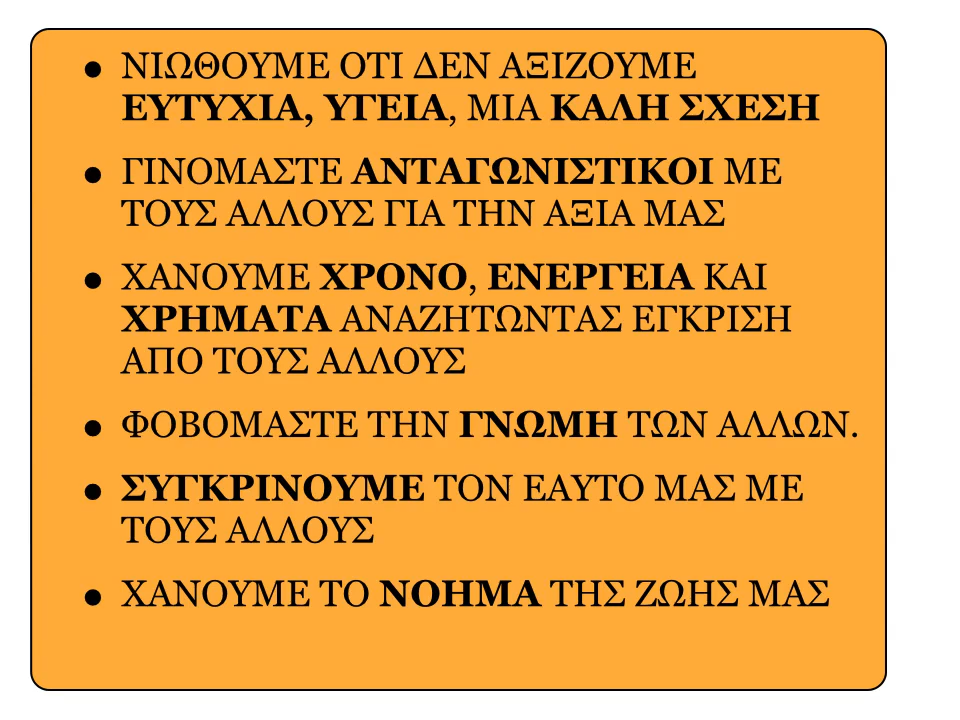 • ΝΙΩΘΟΥΜΕ ΟΤΙ ΔΕΝ ΑΞΙΖΟΥΜΕ
ΕΥΤΥΧΙΑ, ΥΓΕΙΑ, ΜΙΑ ΚΑΛΗ ΣΧΕΣΗ
• ΓΙΝΟΜΑΣΤΕ ΑΝΤΑΓΩΝΙΣΤΙΚΟΙ ΜΕ
ΤΟΥΣ ΑΛΛΟΥΣ ΓΙΑ ΤΗΝ ΑΞΙΑ ΜΑΣ
• ΧΑΝΟΥΜΕ ΧΡΟΝΟ, ΕΝΕΡΓΕΙΑ ΚΑΙ
ΧΡΗΜΑΤΑ ΑΝΑΖΗΤΩΝΤΑΣ ΕΓΚΡΙΣΗ
ΑΠΟ ΤΟΥΣ ΑΛΛΟΥΣ
• ΦΟΒΟΜΑΣΤΕ ΤΗΝ ΓΝΩΜΗ ΤΩΝ ΑΛΛΩΝ.
• ΣΥΓΚΡΙΝΟΥΜΕ ΤΟΝ ΕΑΥΤΟ ΜΑΣ ΜΕ
ΤΟΥΣ ΑΛΛΟΥΣ
• ΧΑΝΟΥΜΕ ΤΟ ΝΟΗΜΑ ΤΗΣ ΖΩΗΣ ΜΑΣ